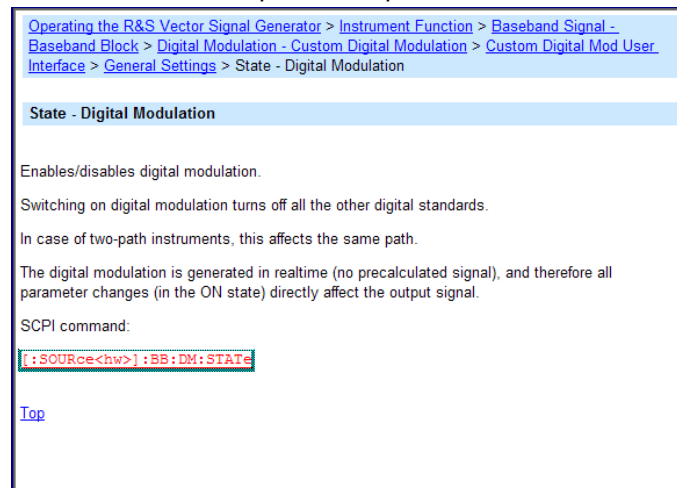 Operating the R&S Vector Signal Generator > Instrument Function > Baseband Signal -
Baseband Block > Digital Modulation - Custom Digital Modulation > Custom Digital Mod User
Interface > General Settings > State - Digital Modulation
State - Digital Modulation
Enables/disables digital modulation.
Switching on digital modulation turns off all the other digital standards.
In case of two-path instruments, this affects the same path.
The digital modulation is generated in realtime (no precalculated signal), and therefore all
parameter changes (in the ON state) directly affect the output signal.
SCPI command:
[:SOURce<hw>]:BB:DM:STATe
Top